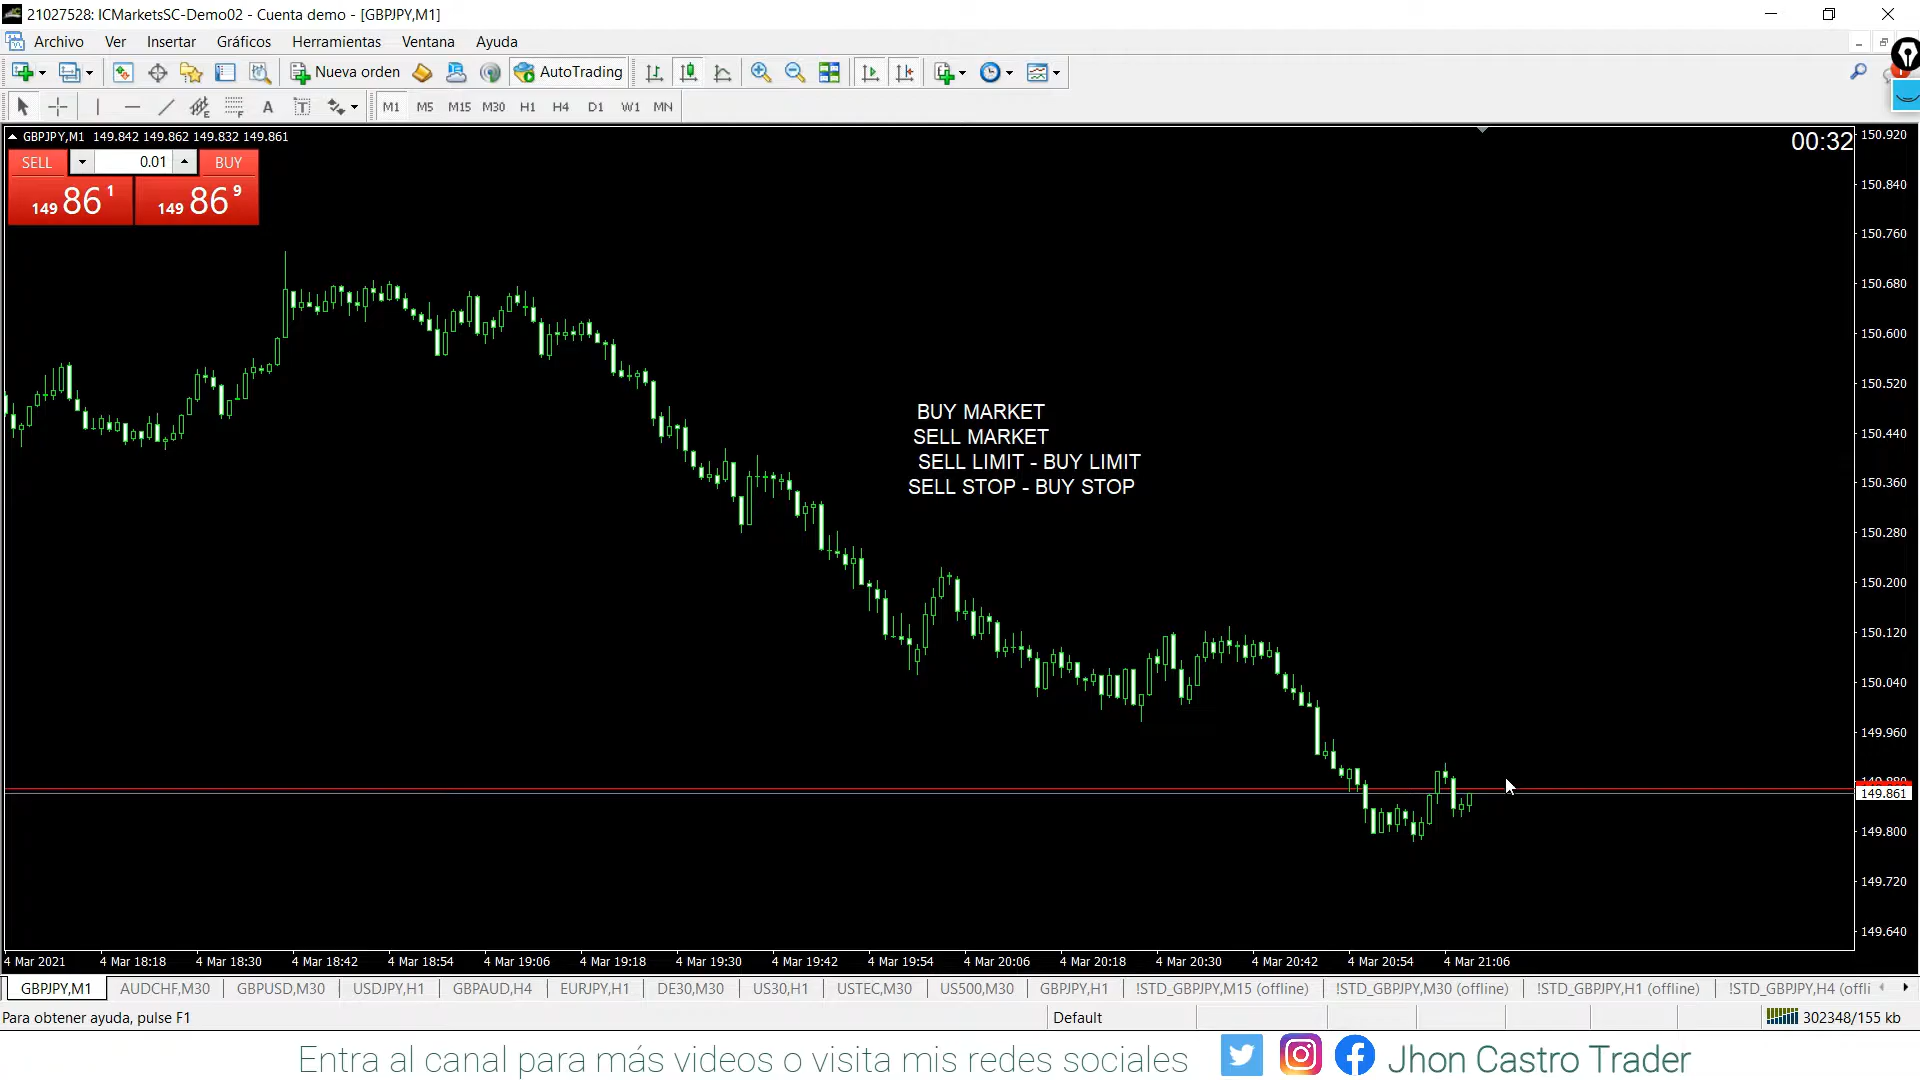 21027528: ICMarketsSC-Demo02 - Cuenta demo - [GBPJPY,M1]
Archivo Ver Insertar Gráficos Herramientas Ventana Ayuda
Nueva orden AutoTrading
A T M1 M5 M15 M30 H1 H4 D1 W1 MN
GBPJPY,M1 149.842 149.862 149.832 149.861
00:32
SELL 0.01 BUY
149 86 1 149 86 9
150.920
150.840
150.760
150.680
150.600
150.520
150.440
150.360
150.280
150.200
150.120
150.040
149.960
149.861
149.800
149.720
149.640
BUY MARKET
SELL MARKET
SELL LIMIT - BUY LIMIT
SELL STOP - BUY STOP
4 Mar 2021 4 Mar 18:18 4 Mar 18:30 4 Mar 18:42 4 Mar 18:54 4 Mar 19:06 4 Mar 19:18 4 Mar 19:30 4 Mar 19:42 4 Mar 19:54 4 Mar 20:06 4 Mar 20:18 4 Mar 20:30 4 Mar 20:42 4 Mar 20:54 4 Mar 21:06
GBPJPY,M1 AUDCHF,M30 GBPUSD,M30 USDJPY,H1 GBPAUD,H4 EURJPY,H1 DE30,M30 US30,H1 USTEC,M30 US500,M30 GBPJPY,H1 !STD_GBPJPY,M15 (offline) !STD_GBPJPY,M30 (offline) !STD_GBPJPY,H1 (offline) !STD_GBPJPY,H4 (offli
Para obtener ayuda, pulse F1 Default 302348/155 kb
Entra al canal para más videos o visita mis redes sociales Jhon Castro Trader